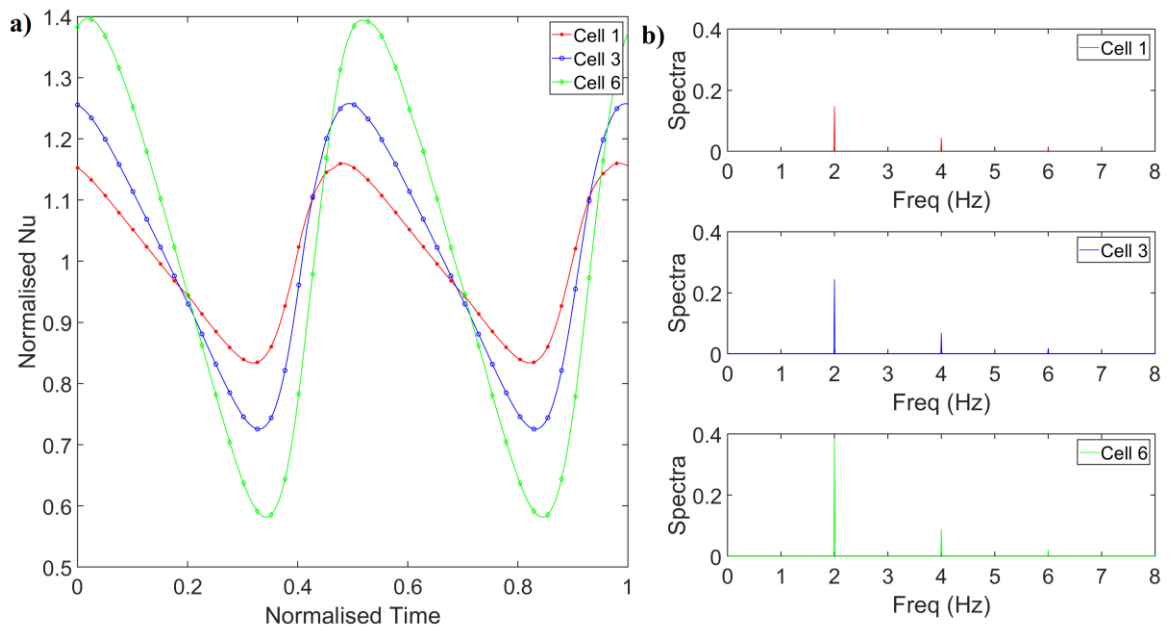 a)
Normalised Nu
1.4
1.3
1.2
1.1
1
0.9
0.8
0.7
0.6
0.5
0 0.2 0.4 0.6 0.8 1
Normalised Time
Cell 1
Cell 3
Cell 6
b)
Spectra
0.4
0.2
0
Cell 1
0 1 2 3 4 5 6 7 8
Freq (Hz)
Spectra
0.4
0.2
0
Cell 3
0 1 2 3 4 5 6 7 8
Freq (Hz)
Spectra
0.4
0.2
0
Cell 6
0 1 2 3 4 5 6 7 8
Freq (Hz)